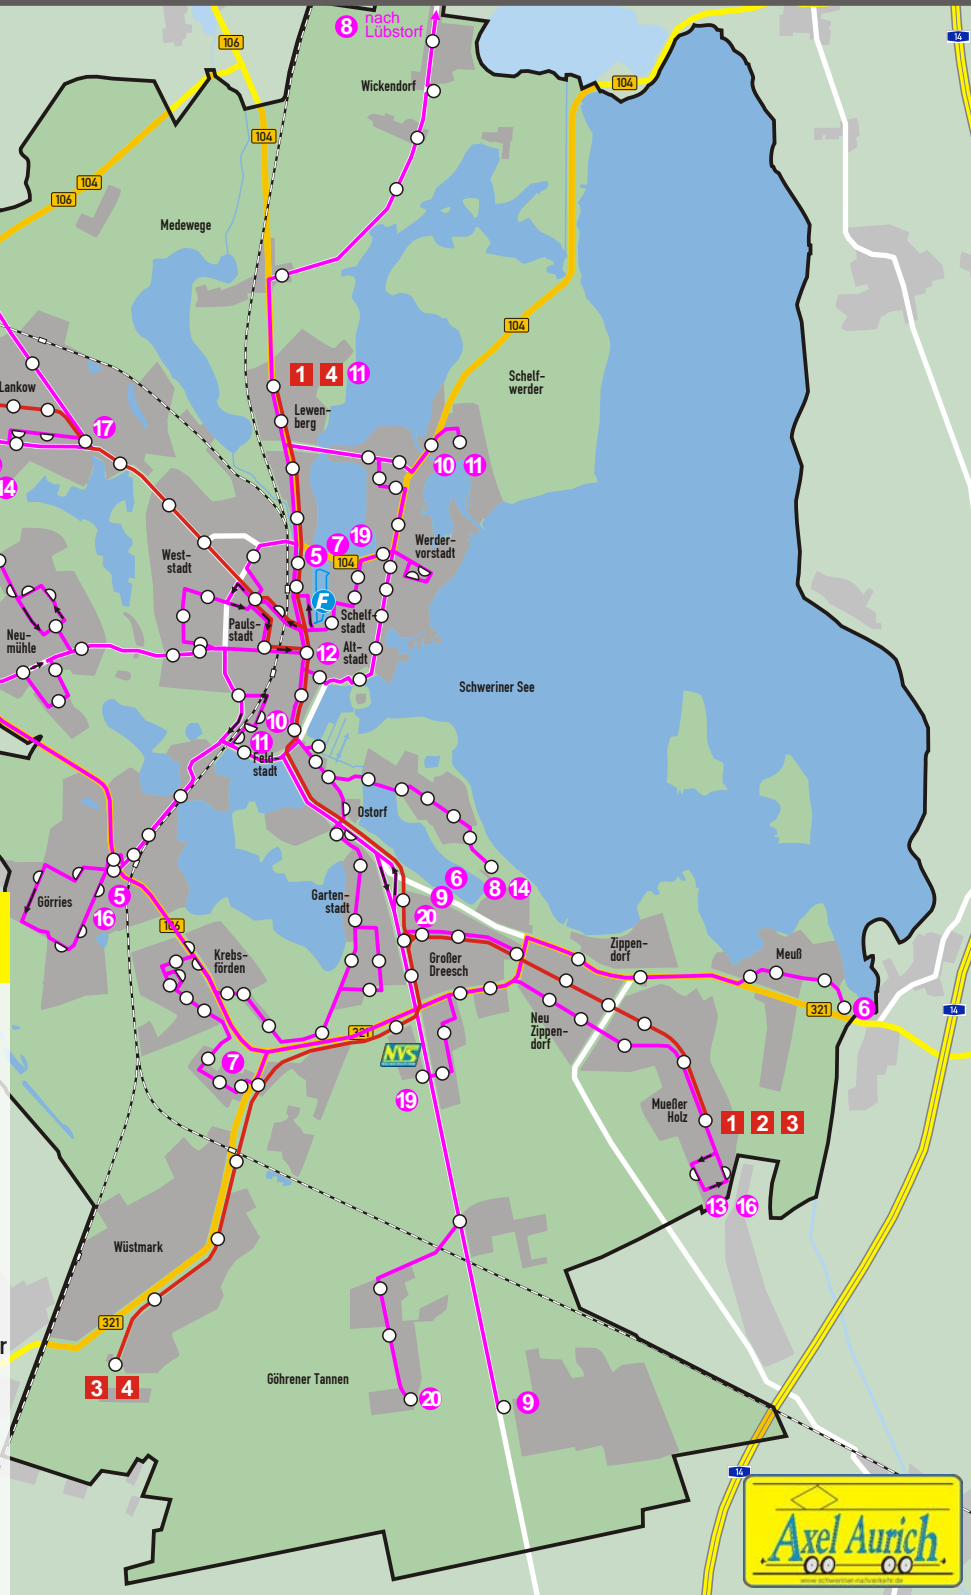 8 nach
Lübstorf
106
14
Wickendorf
104
104
104
106
Medewege
104
1 4 11
Schelf-
werder
Lankow
Lewen-
berg
17
10 11
14
19
7
5
104
Werder-
vorstadt
West-
stadt
F
Pauls-
stadt
Schelf-
stadt
Neu-
mühle
Alt-
stadt
12
Schweriner See
10
11
Feld-
stadt
Ostorf
6
8 14
9
20
Görries
5
16
Garten-
stadt
106
Krebs-
förden
Großer
Dreesch
Zippen-
dorf
Meuß
321
6
14
Neu
Zippen-
dorf
321
NVS
7
19
Mueßer
Holz
1 2 3
13 16
Wüstmark
321
r
3 4
Göhrener Tannen
20
9
14
Axel Aurich
www.schweriner-nahverkehr.de